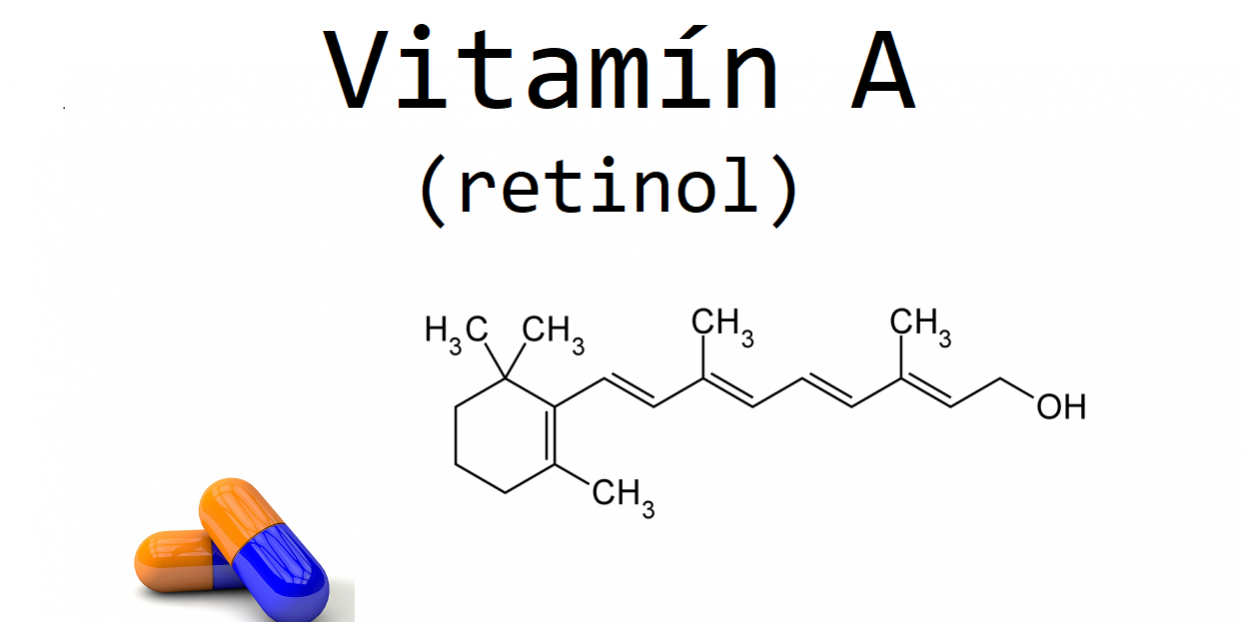 Vitamín A
(retinol)
H3C CH3 CH3 CH3
OH
CH3